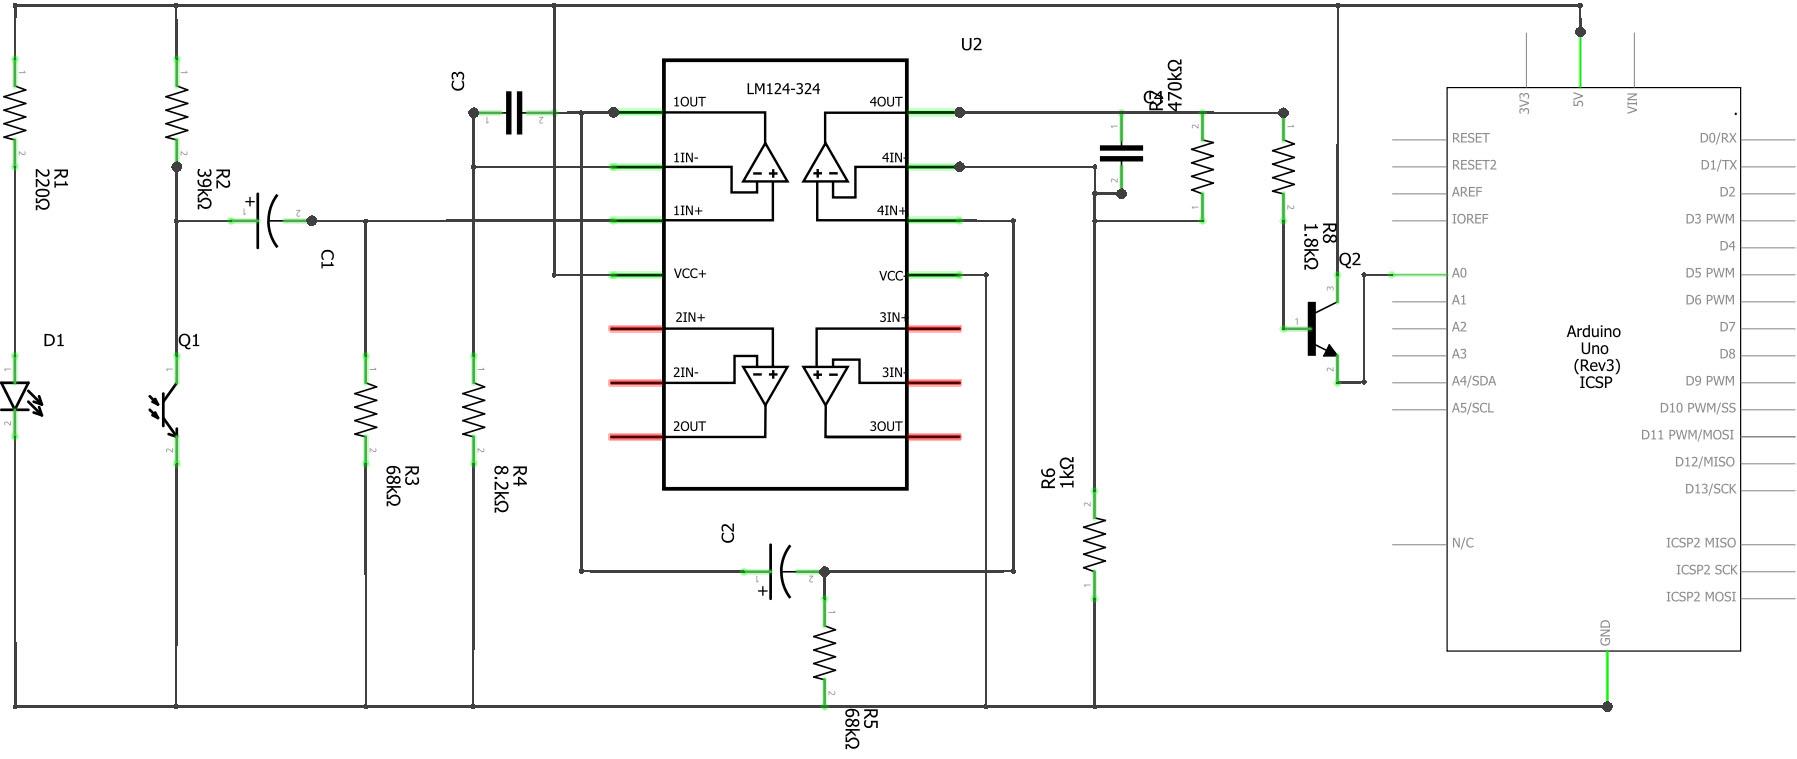 R1
220Ω
R2
39kΩ
C1
D1
Q1
R3
68kΩ
R4
8.2kΩ
C3
U2
LM124-324
1OUT
1IN-
1IN+
VCC+
2IN+
2IN-
2OUT
4OUT
4IN-
4IN+
VCC-
3IN+
3IN-
3OUT
C2
R5
68kΩ
R6
1kΩ
C4
R7
470kΩ
R8
1.8kΩ
Q2
3V3
5V
VIN
RESET
RESET2
AREF
IOREF
A0
A1
A2
A3
A4/SDA
A5/SCL
N/C
Arduino
Uno
(Rev3)
ICSP
D0/RX
D1/TX
D2
D3 PWM
D4
D5 PWM
D6 PWM
D7
D8
D9 PWM
D10 PWM/SS
D11 PWM/MOSI
D12/MISO
D13/SCK
ICSP2 MISO
ICSP2 SCK
ICSP2 MOSI
GND